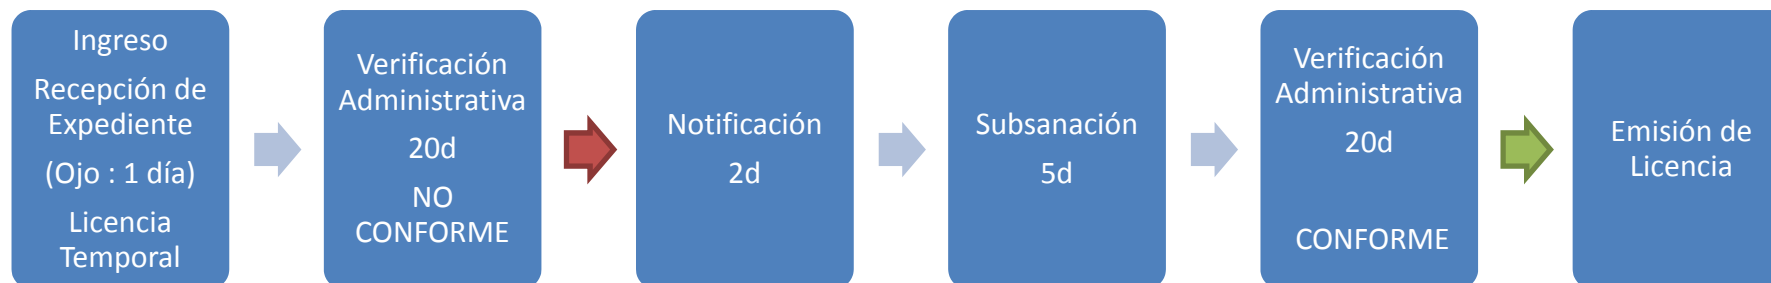 Ingreso
Recepción de
Expediente
(Ojo : 1 día)
Licencia
Temporal
Verificación
Administrativa
20d
NO
CONFORME
Notificación
2d
Subsanación
5d
Verificación
Administrativa
20d
CONFORME
Emisión de
Licencia